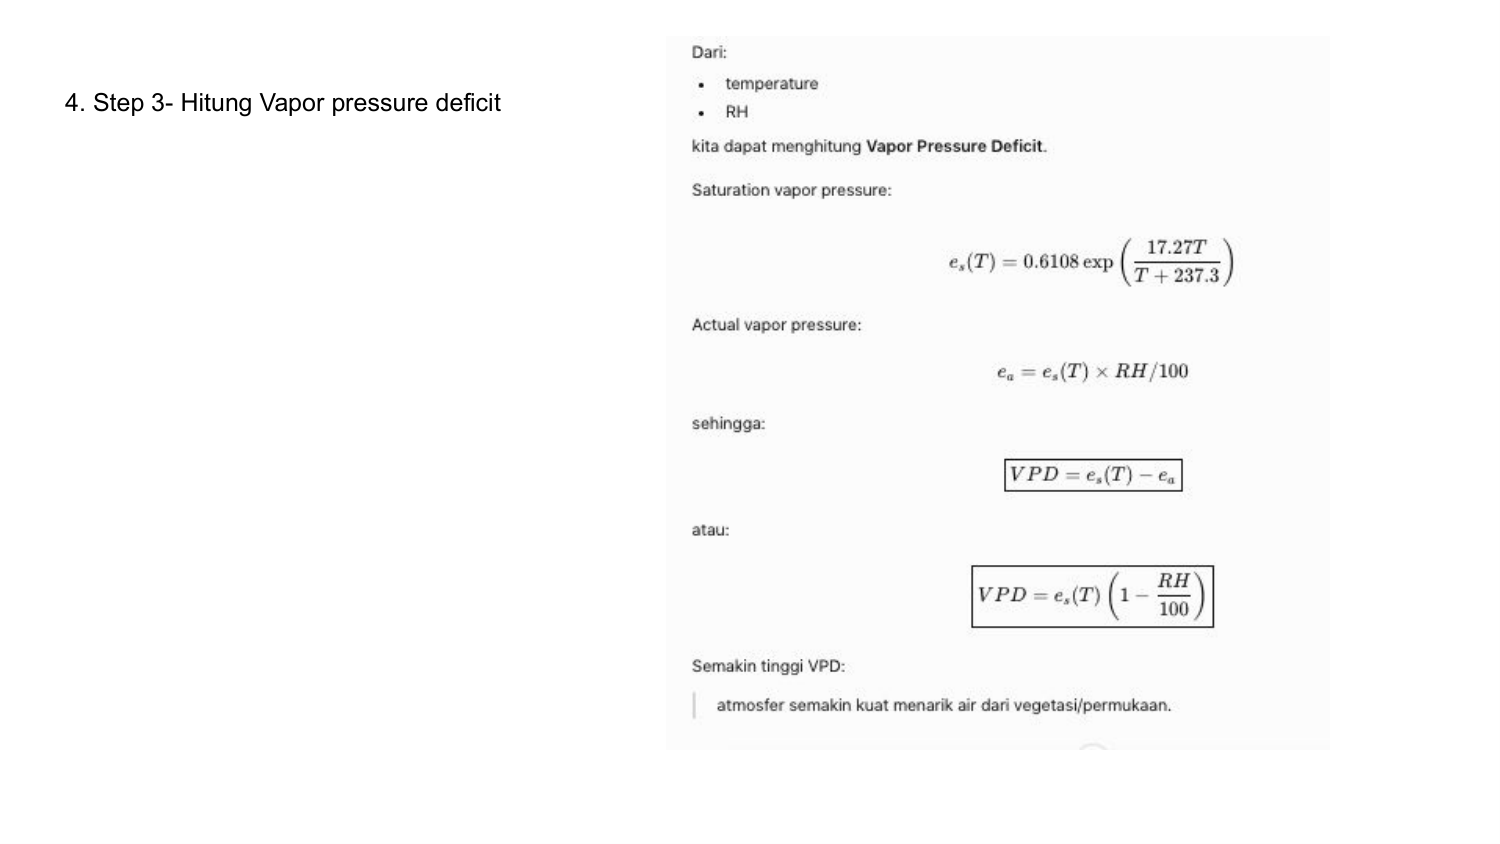 4. Step 3- Hitung Vapor pressure deficit
Dari:
• temperature
• RH
kita dapat menghitung Vapor Pressure Deficit.
Saturation vapor pressure:
e_s(T) = 0.6108 exp(17.27T / T + 237.3)
Actual vapor pressure:
e_a = e_s(T) × RH/100
sehingga:
VPD = e_s(T) − e_a
atau:
VPD = e_s(T) (1 − RH/100)
Semakin tinggi VPD:
atmosfer semakin kuat menarik air dari vegetasi/permukaan.